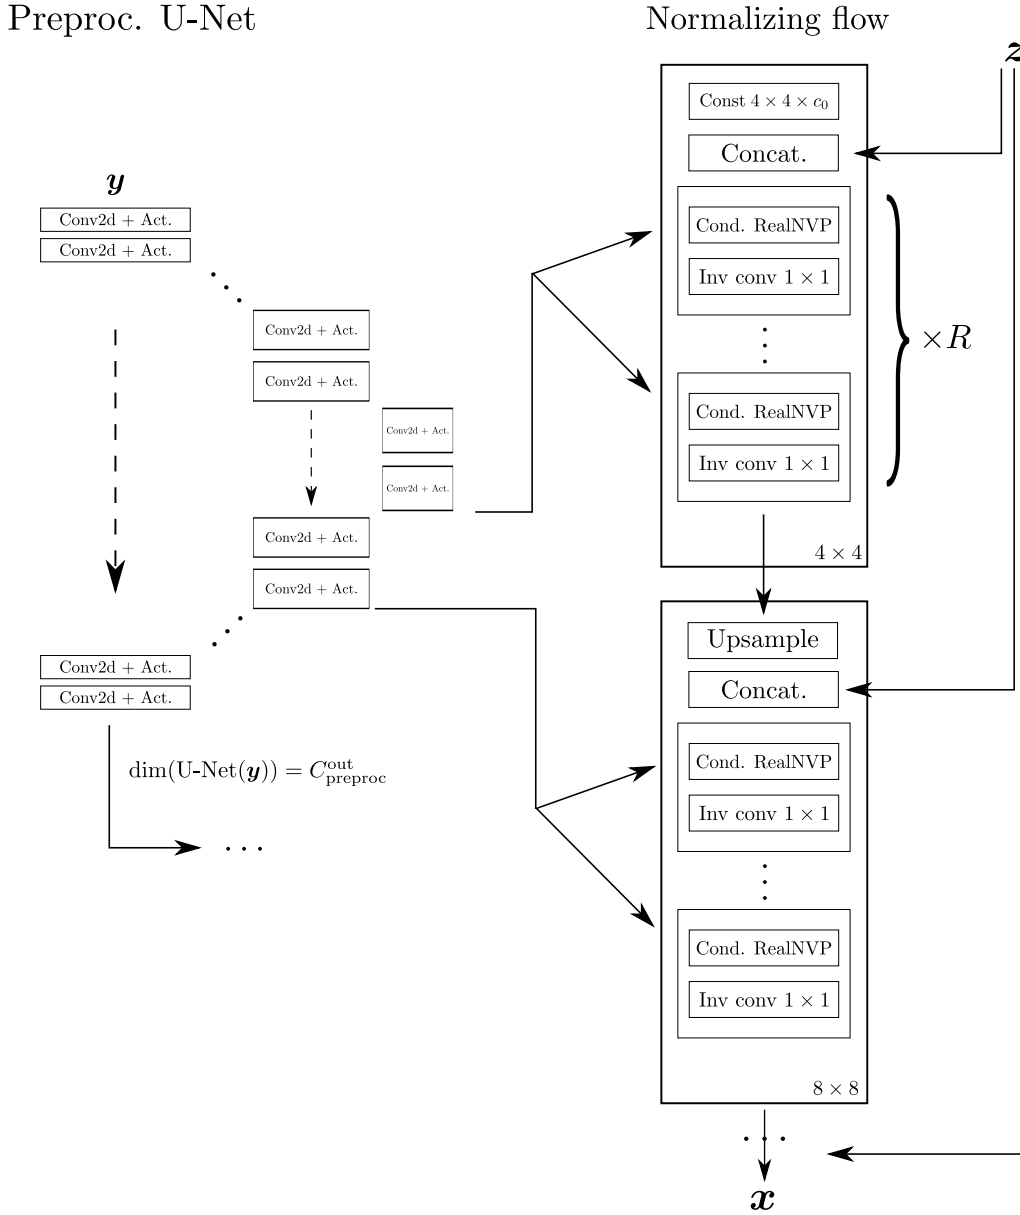 Preproc. U-Net
Normalizing flow
z
Const 4 × 4 × c₀
Concat.
y
Conv2d + Act.
Conv2d + Act.
Cond. RealNVP
Inv conv 1 × 1
Conv2d + Act.
Conv2d + Act.
×R
Cond. RealNVP
Inv conv 1 × 1
Conv2d + Act.
Conv2d + Act.
Conv2d + Act.
Conv2d + Act.
4 × 4
Upsample
Concat.
Conv2d + Act.
Conv2d + Act.
dim(U-Net(y)) = C_preproc^out
Cond. RealNVP
Inv conv 1 × 1
Cond. RealNVP
Inv conv 1 × 1
8 × 8
x